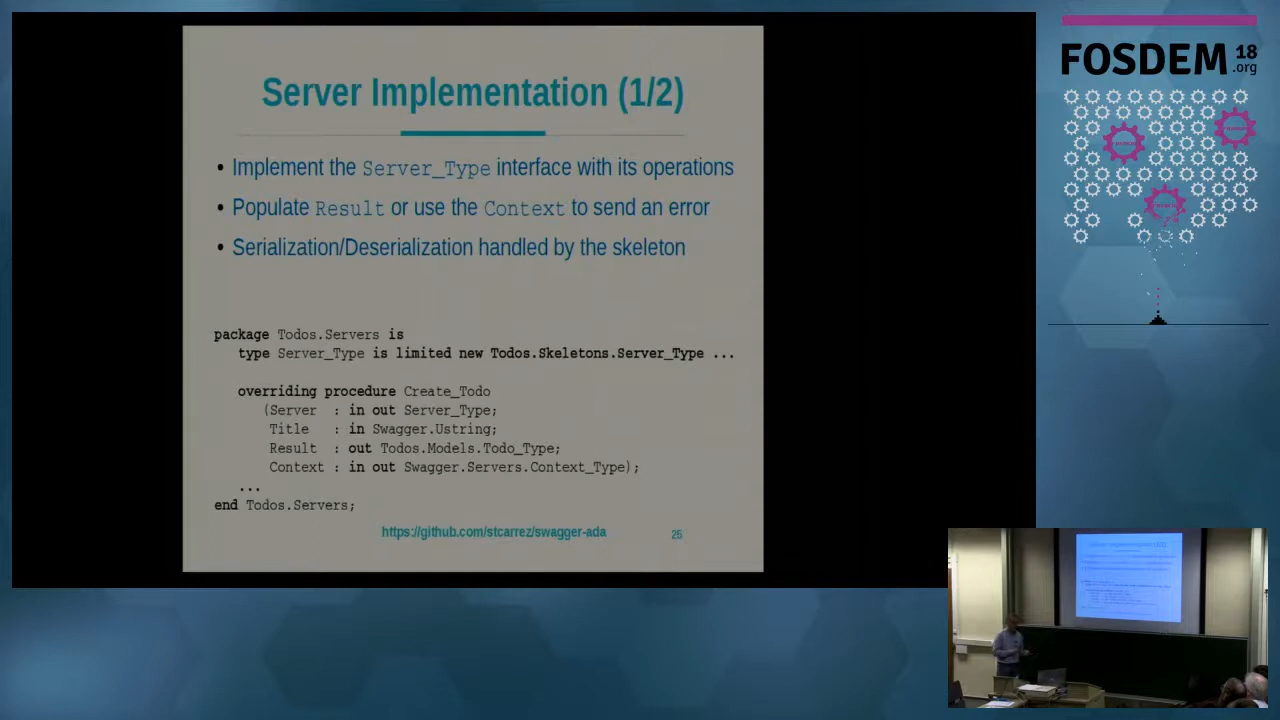 Server Implementation (1/2)
• Implement the Server_Type interface with its operations
• Populate Result or use the Context to send an error
• Serialization/Deserialization handled by the skeleton
package Todos.Servers is
type Server_Type is limited new Todos.Skeletons.Server_Type ...
overriding procedure Create_Todo
(Server : in out Server_Type;
Title : in Swagger.Ustring;
Result : out Todos.Models.Todo_Type;
Context : in out Swagger.Servers.Context_Type);
...
end Todos.Servers;
https://github.com/stcarrez/swagger-ada
25
FOSDEM 18
.org